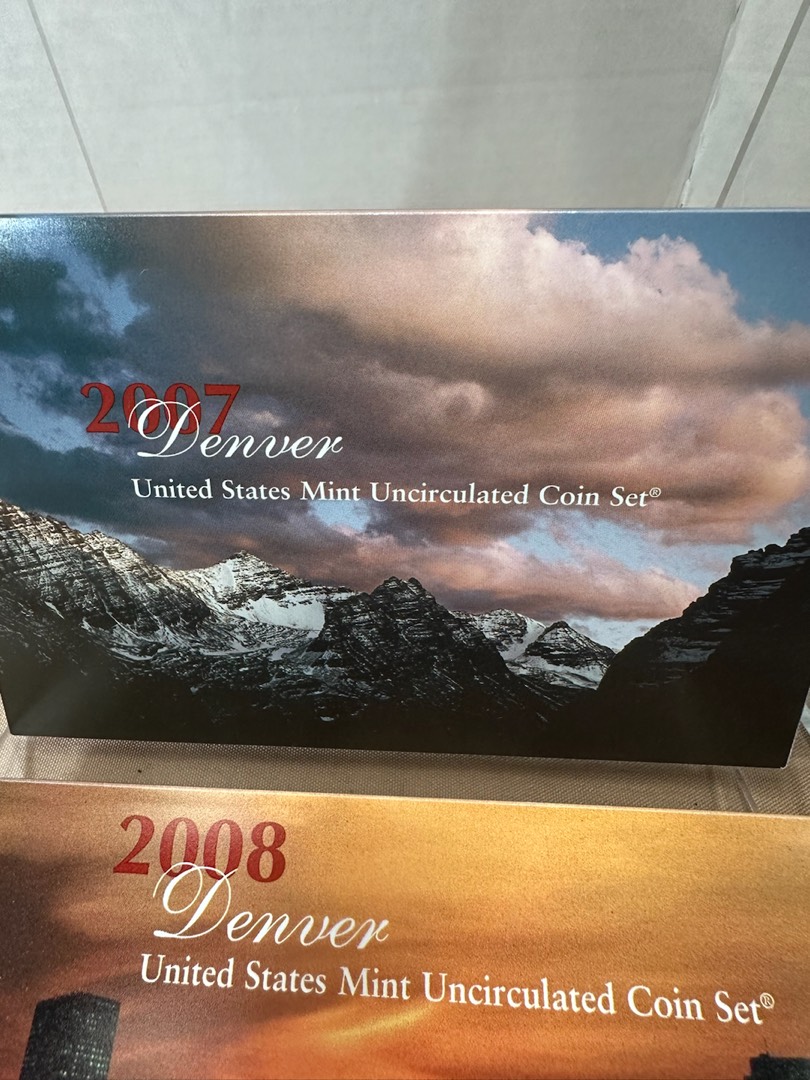 2007
Denver
United States Mint Uncirculated Coin Set®
2008
Denver
United States Mint Uncirculated Coin Set®